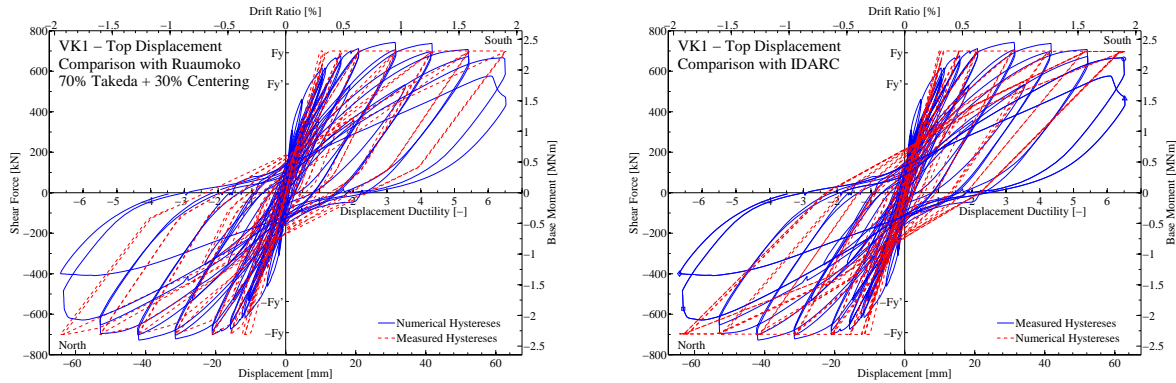 Drift Ratio [%]
−2 −1.5 −1 −0.5 0 0.5 1 1.5 2
VK1 − Top Displacement
Comparison with Ruaumoko
70% Takeda + 30% Centering
South
Fy
Fy'
800
600
400
200
0
−200
−400
−600
−800
Shear Force [kN]
2.5
2
1.5
1
0.5
0
−0.5
−1
−1.5
−2
−2.5
Base Moment [MNm]
−6 −5 −4 −3 −2 −1 0 1 2 3 4 5 6
Displacement Ductility [−]
−Fy'
−Fy
North
Numerical Hystereses
Measured Hystereses
−60 −40 −20 0 20 40 60
Displacement [mm]
Drift Ratio [%]
−2 −1.5 −1 −0.5 0 0.5 1 1.5 2
VK1 − Top Displacement
Comparison with IDARC
South
Fy
Fy'
800
600
400
200
0
−200
−400
−600
−800
Shear Force [kN]
2.5
2
1.5
1
0.5
0
−0.5
−1
−1.5
−2
−2.5
Base Moment [MNm]
−6 −5 −4 −3 −2 −1 0 1 2 3 4 5 6
Displacement Ductility [−]
−Fy'
−Fy
North
Measured Hystereses
Numerical Hystereses
−60 −40 −20 0 20 40 60
Displacement [mm]